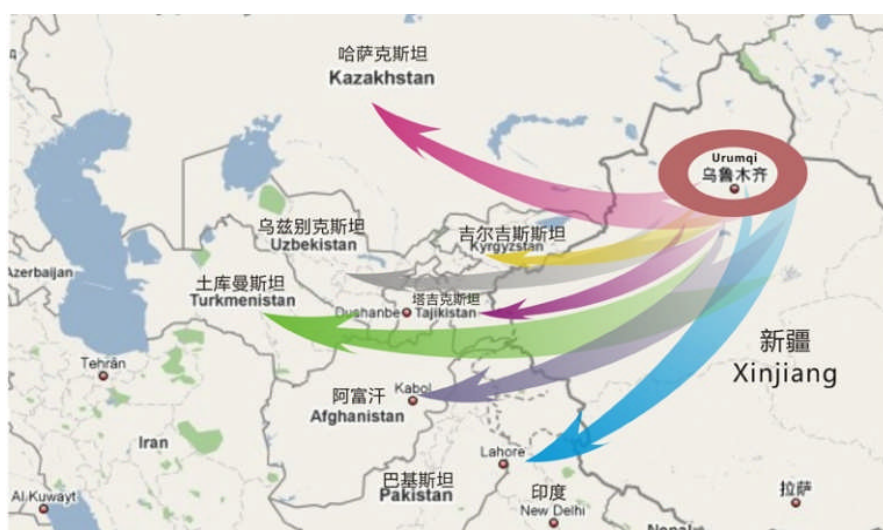 哈萨克斯坦
Kazakhstan
Urumqi
乌鲁木齐
乌兹别克斯坦
Uzbekistan
吉尔吉斯斯坦
Kyrgyzstan
Azerbaijan
土库曼斯坦
Turkmenistan
塔吉克斯坦
Dushanbe
Tajikistan
新疆
Xinjiang
Tehrān
阿富汗
Kabol
Afghanistan
Iran
Lahore
巴基斯坦
Pakistan
印度
New Delhi
拉萨
Al Kuwayt
Nepal